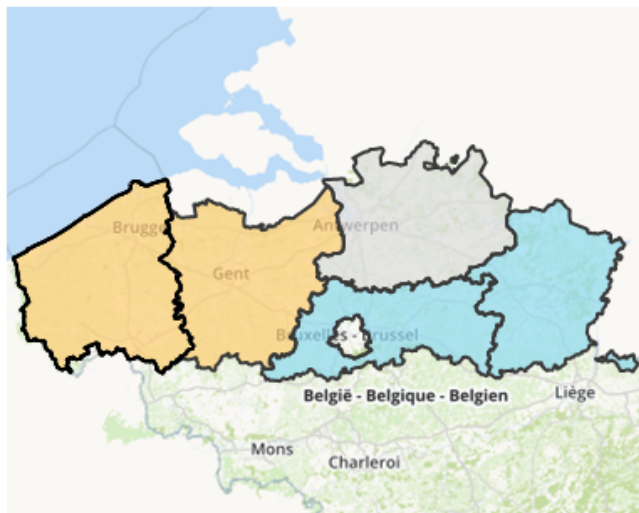 Brugge
Antwerpen
Gent
Bruxelles - Brussel
België - Belgique - Belgien
Liège
Mons
Charleroi